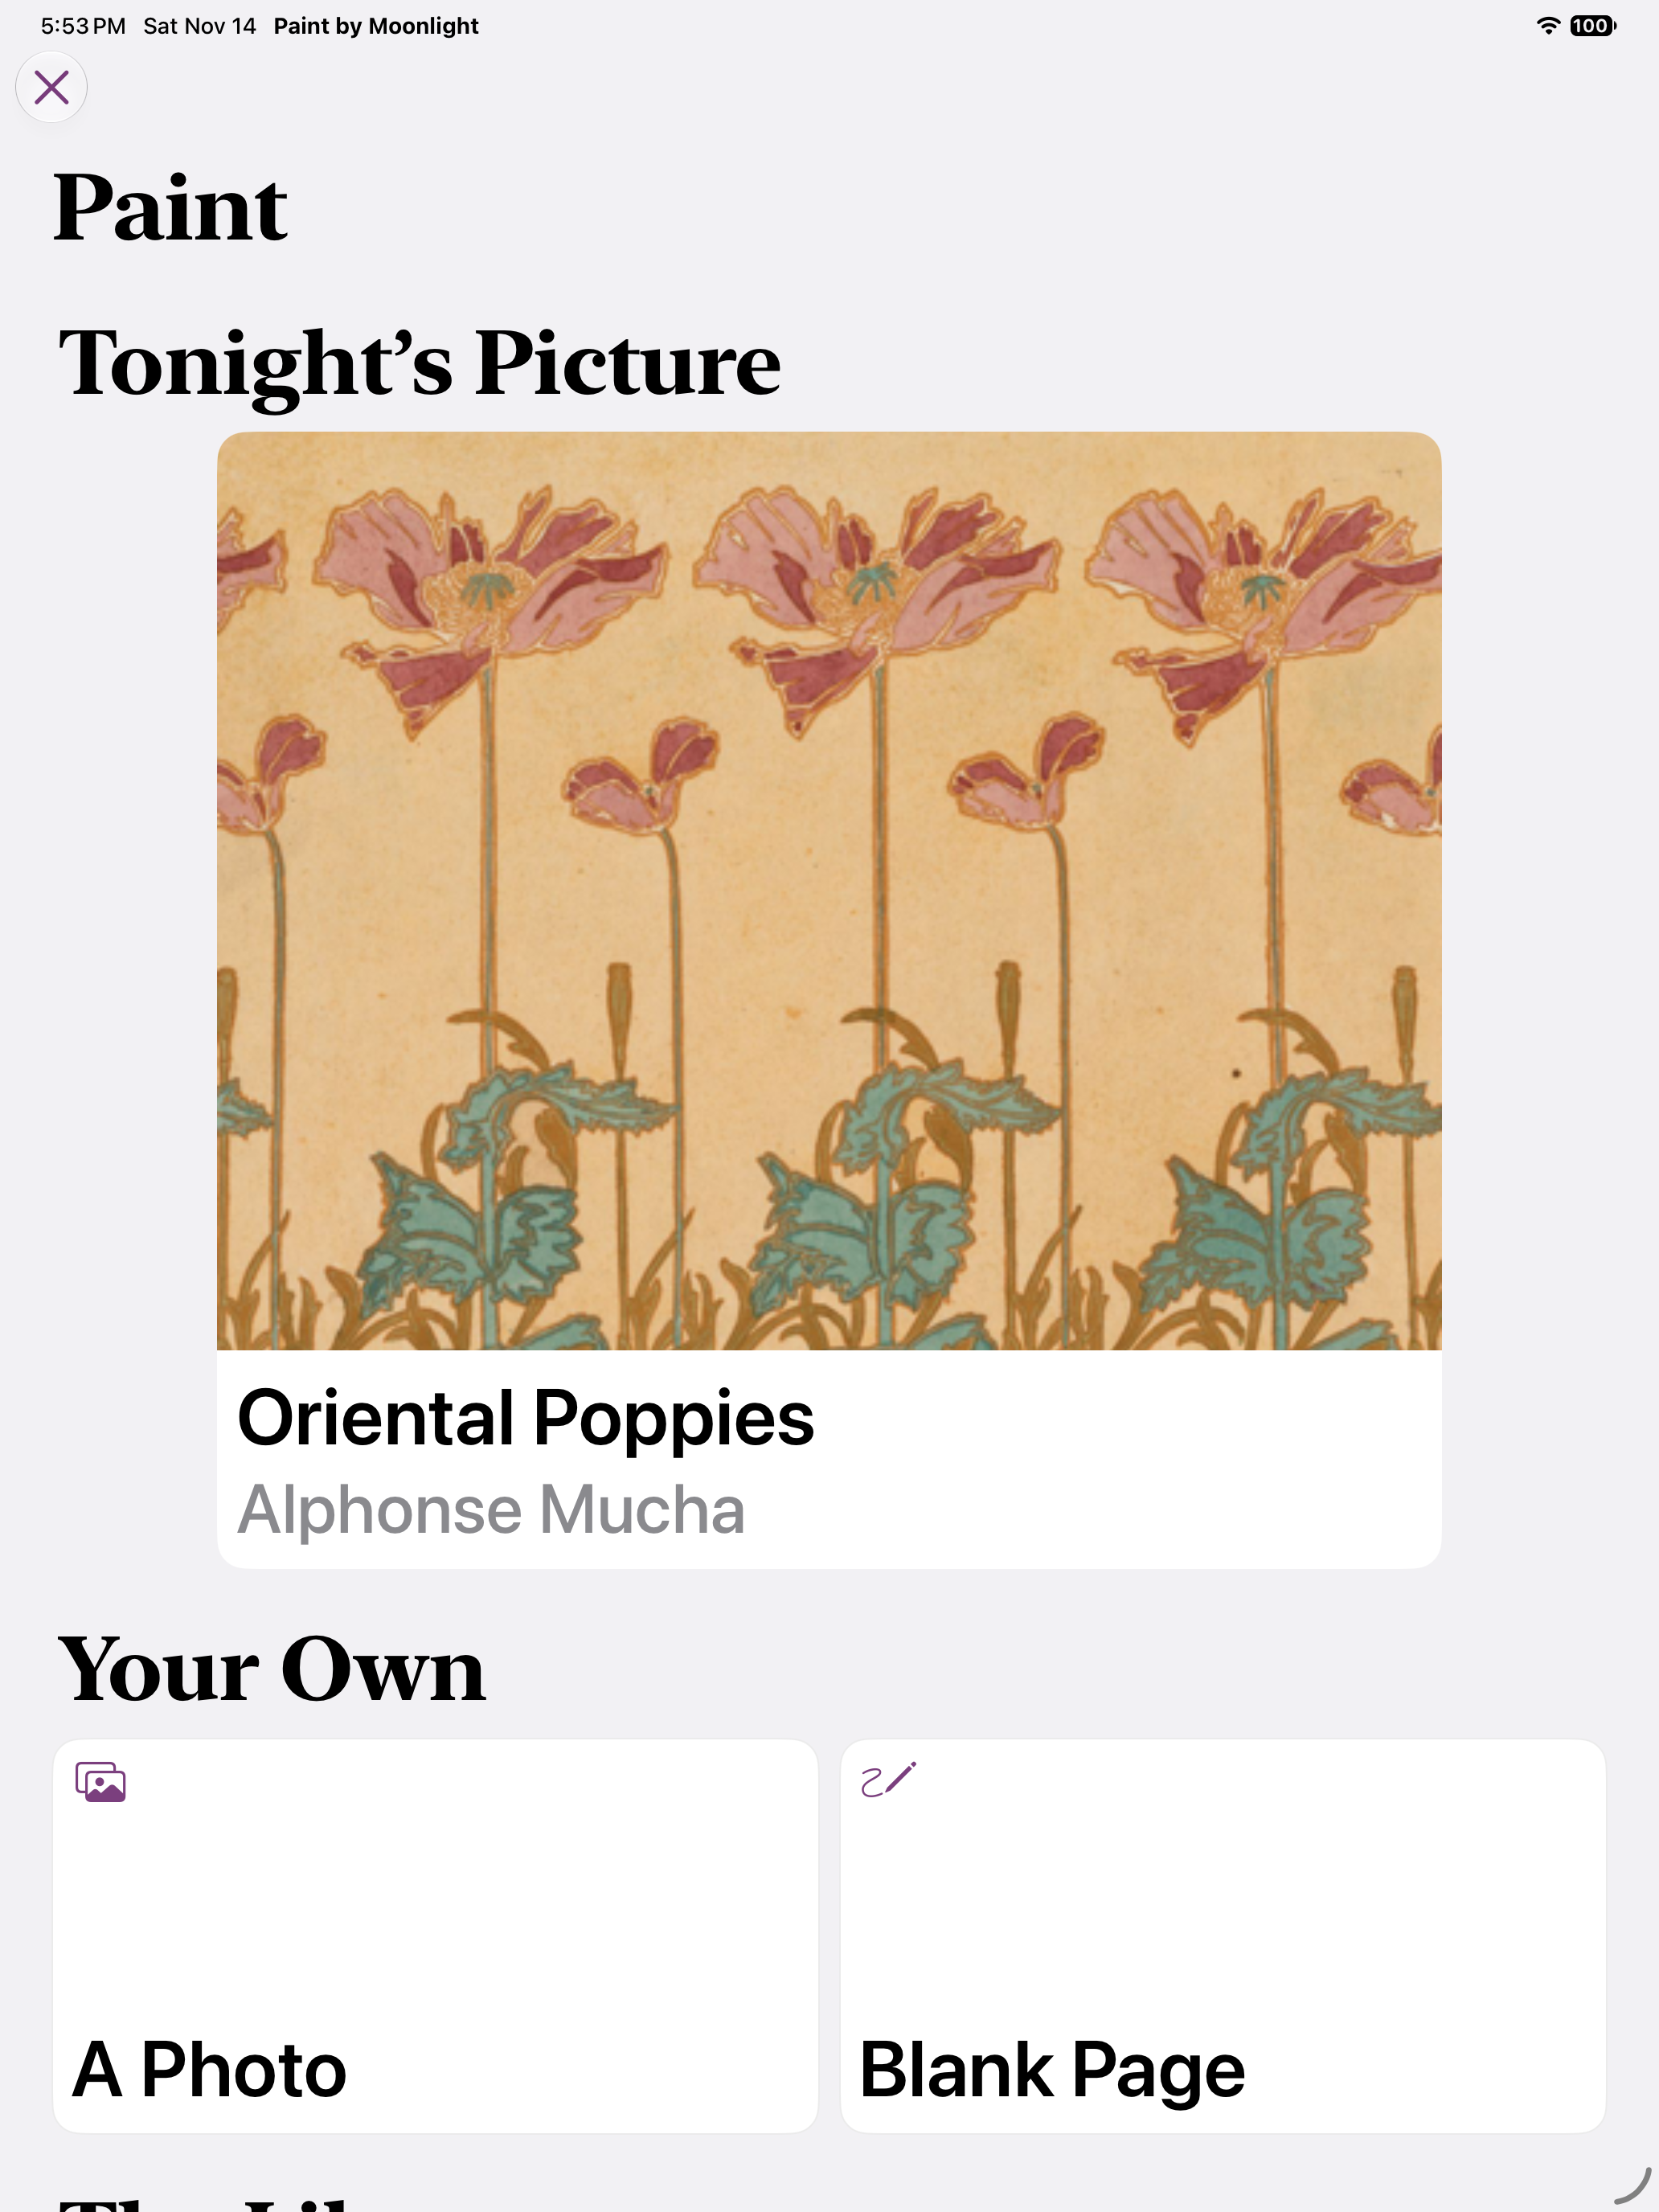 5:53 PM Sat Nov 14 Paint by Moonlight
100
Paint
Tonight’s Picture
Oriental Poppies
Alphonse Mucha
Your Own
A Photo
Blank Page